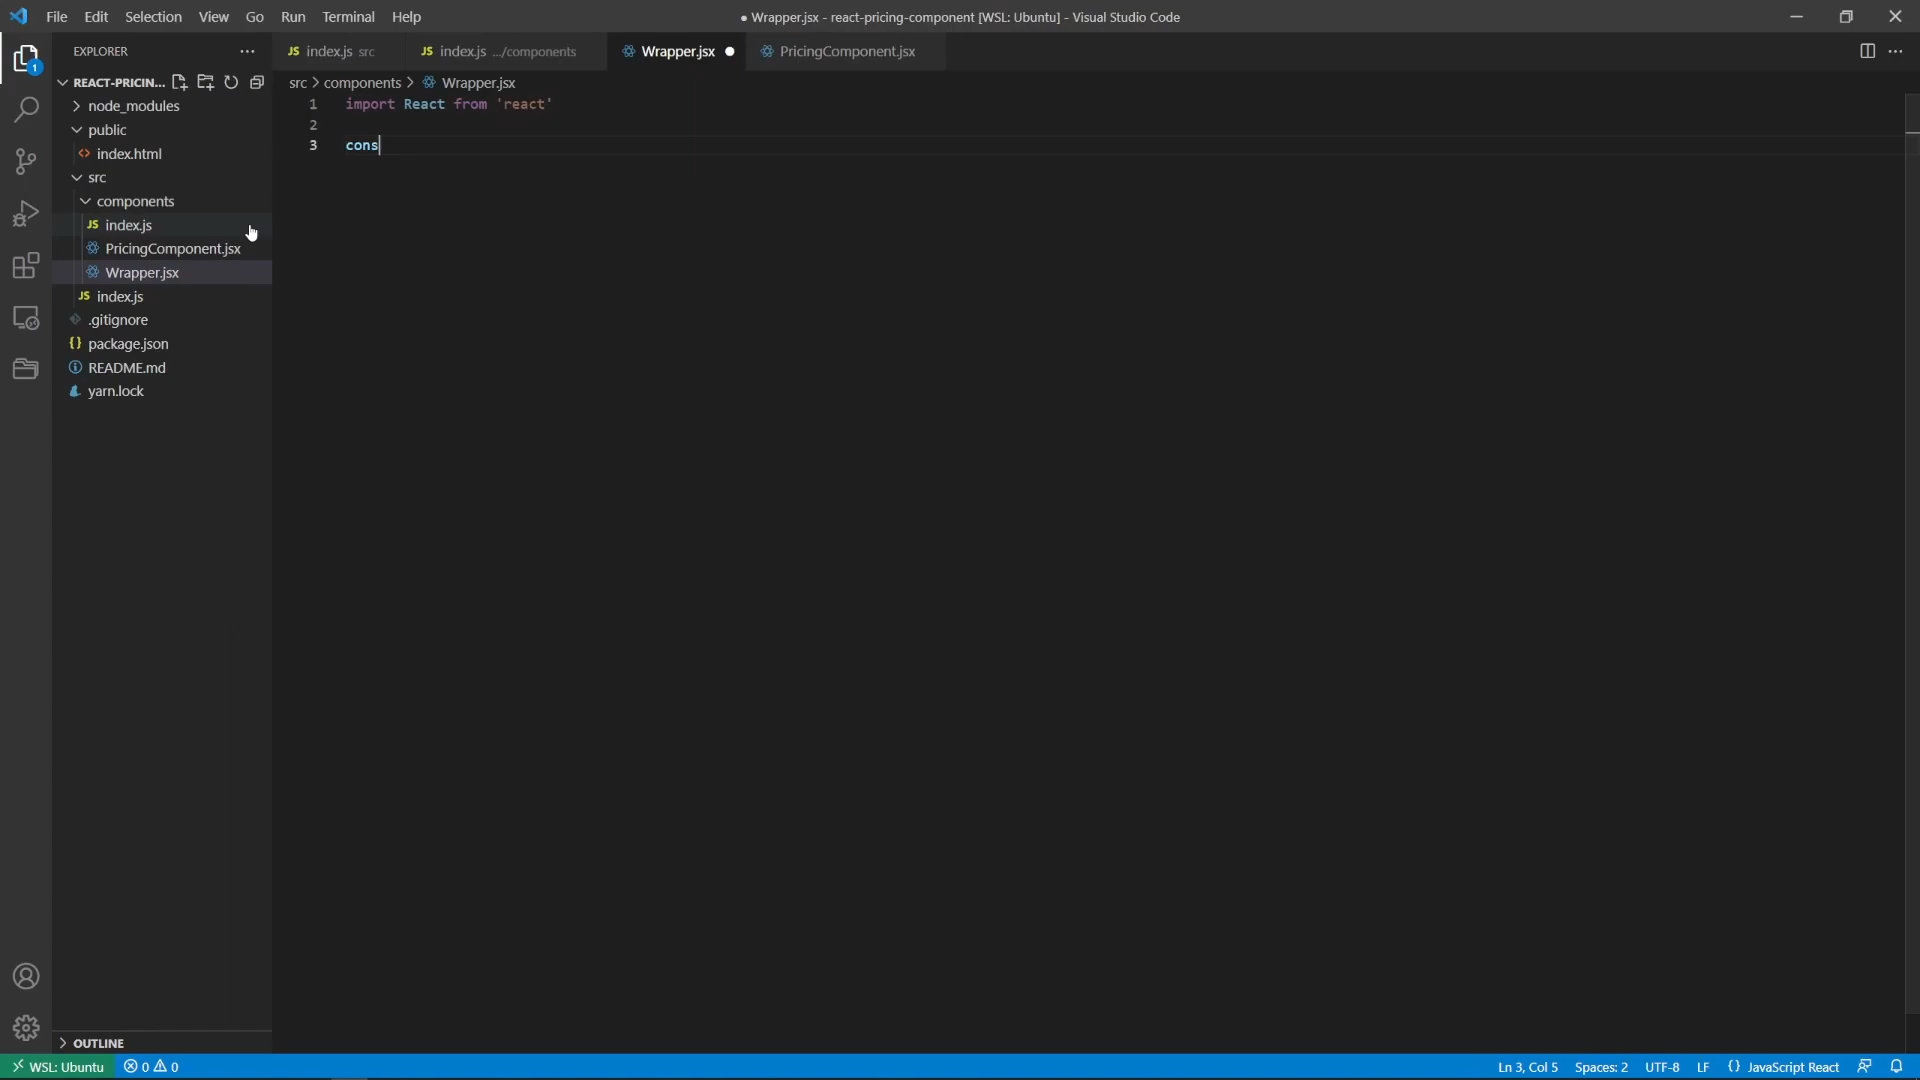 File Edit Selection View Go Run Terminal Help
● Wrapper.jsx - react-pricing-component [WSL: Ubuntu] - Visual Studio Code
EXPLORER
JS index.js src
JS index.js .../components
Wrapper.jsx ●
PricingComponent.jsx
REACT-PRICIN...
src > components > Wrapper.jsx
node_modules
public
<> index.html
src
components
JS index.js
PricingComponent.jsx
Wrapper.jsx
JS index.js
.gitignore
{} package.json
README.md
yarn.lock
1 import React from 'react'
2
3 cons
1
OUTLINE
WSL: Ubuntu
0 0
Ln 3, Col 5 Spaces: 2 UTF-8 LF {} JavaScript React